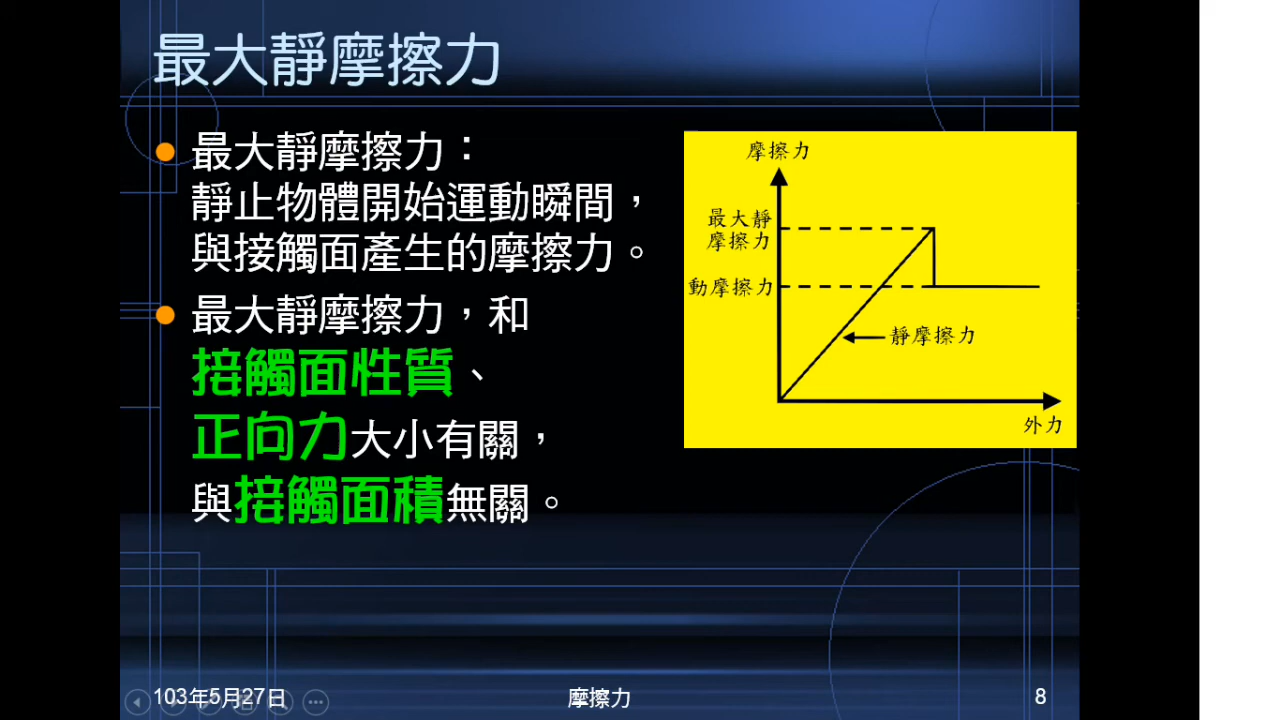 最大靜摩擦力
最大靜摩擦力：
靜止物體開始運動瞬間，
與接觸面產生的摩擦力。
最大靜摩擦力，和
接觸面性質、
正向力大小有關，
與接觸面積無關。
摩擦力
最大靜
摩擦力
動摩擦力
靜摩擦力
外力
103年5月27日
摩擦力
8